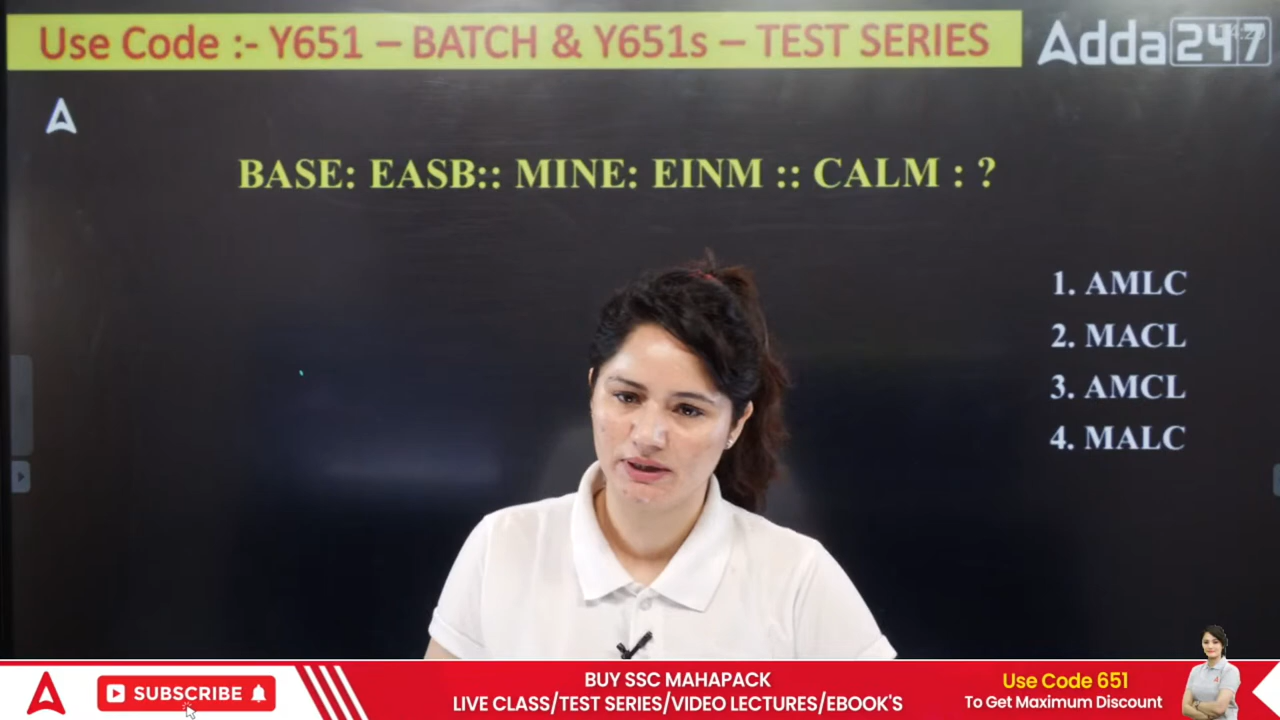 Use Code :- Y651 – BATCH & Y651s – TEST SERIES
Adda247
BASE: EASB:: MINE: EINM :: CALM : ?
1. AMLC
2. MACL
3. AMCL
4. MALC
SUBSCRIBE
BUY SSC MAHAPACK
LIVE CLASS/TEST SERIES/VIDEO LECTURES/EBOOK'S
Use Code 651
To Get Maximum Discount